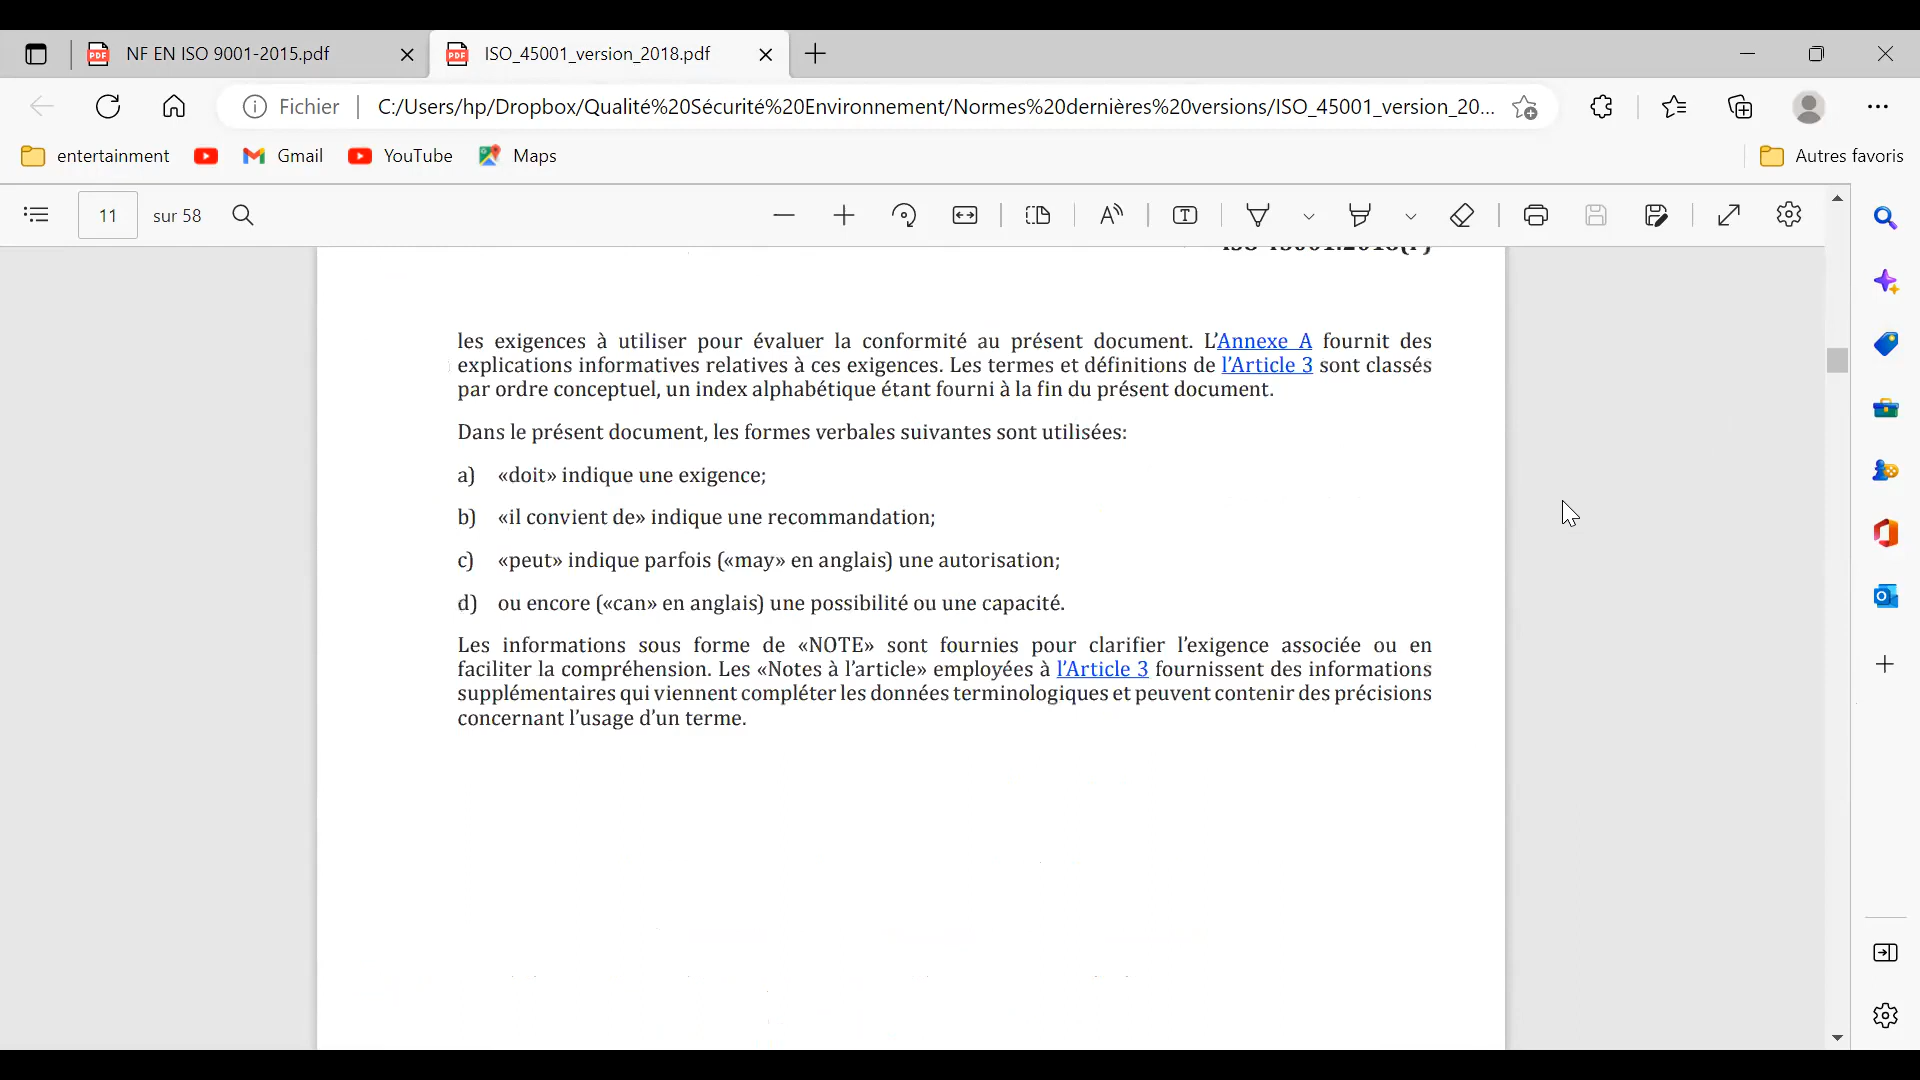 NF EN ISO 9001-2015.pdf
ISO_45001_version_2018.pdf
Fichier
C:/Users/hp/Dropbox/Qualité%20Sécurité%20Environnement/Normes%20dernières%20versions/ISO_45001_version_20...
entertainment
Gmail
YouTube
Maps
Autres favoris
11 sur 58
les exigences à utiliser pour évaluer la conformité au présent document. L’Annexe A fournit des
explications informatives relatives à ces exigences. Les termes et définitions de l’Article 3 sont classés
par ordre conceptuel, un index alphabétique étant fourni à la fin du présent document.
Dans le présent document, les formes verbales suivantes sont utilisées:
a) «doit» indique une exigence;
b) «il convient de» indique une recommandation;
c) «peut» indique parfois («may» en anglais) une autorisation;
d) ou encore («can» en anglais) une possibilité ou une capacité.
Les informations sous forme de «NOTE» sont fournies pour clarifier l’exigence associée ou en
faciliter la compréhension. Les «Notes à l’article» employées à l’Article 3 fournissent des informations
supplémentaires qui viennent compléter les données terminologiques et peuvent contenir des précisions
concernant l’usage d’un terme.